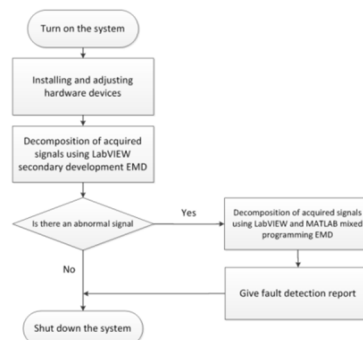 Turn on the system
Installing and adjusting
hardware devices
Decomposition of acquired
signals using LabVIEW
secondary development EMD
Is there an abnormal signal
Yes
Decomposition of acquired signals
using LabVIEW and MATLAB mixed
programming EMD
No
Give fault detection report
Shut down the system